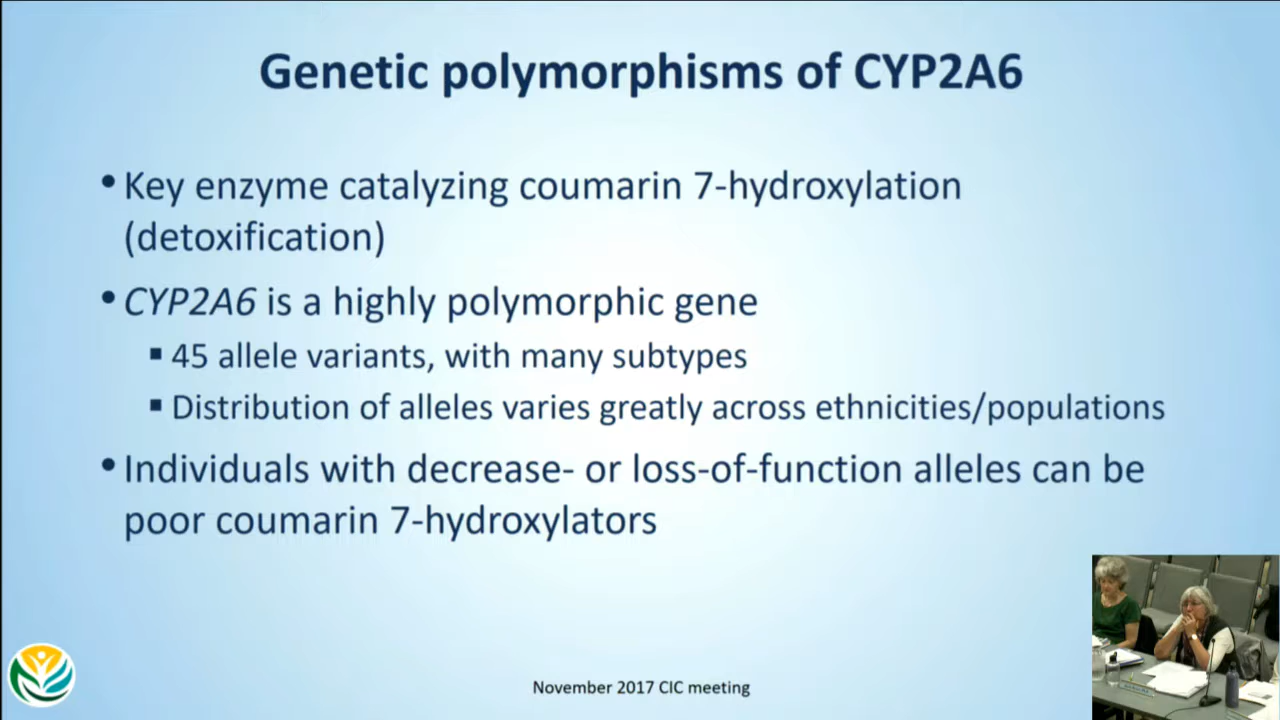 Genetic polymorphisms of CYP2A6
• Key enzyme catalyzing coumarin 7-hydroxylation
(detoxification)
• CYP2A6 is a highly polymorphic gene
▪ 45 allele variants, with many subtypes
▪ Distribution of alleles varies greatly across ethnicities/populations
• Individuals with decrease- or loss-of-function alleles can be
poor coumarin 7-hydroxylators
November 2017 CIC meeting